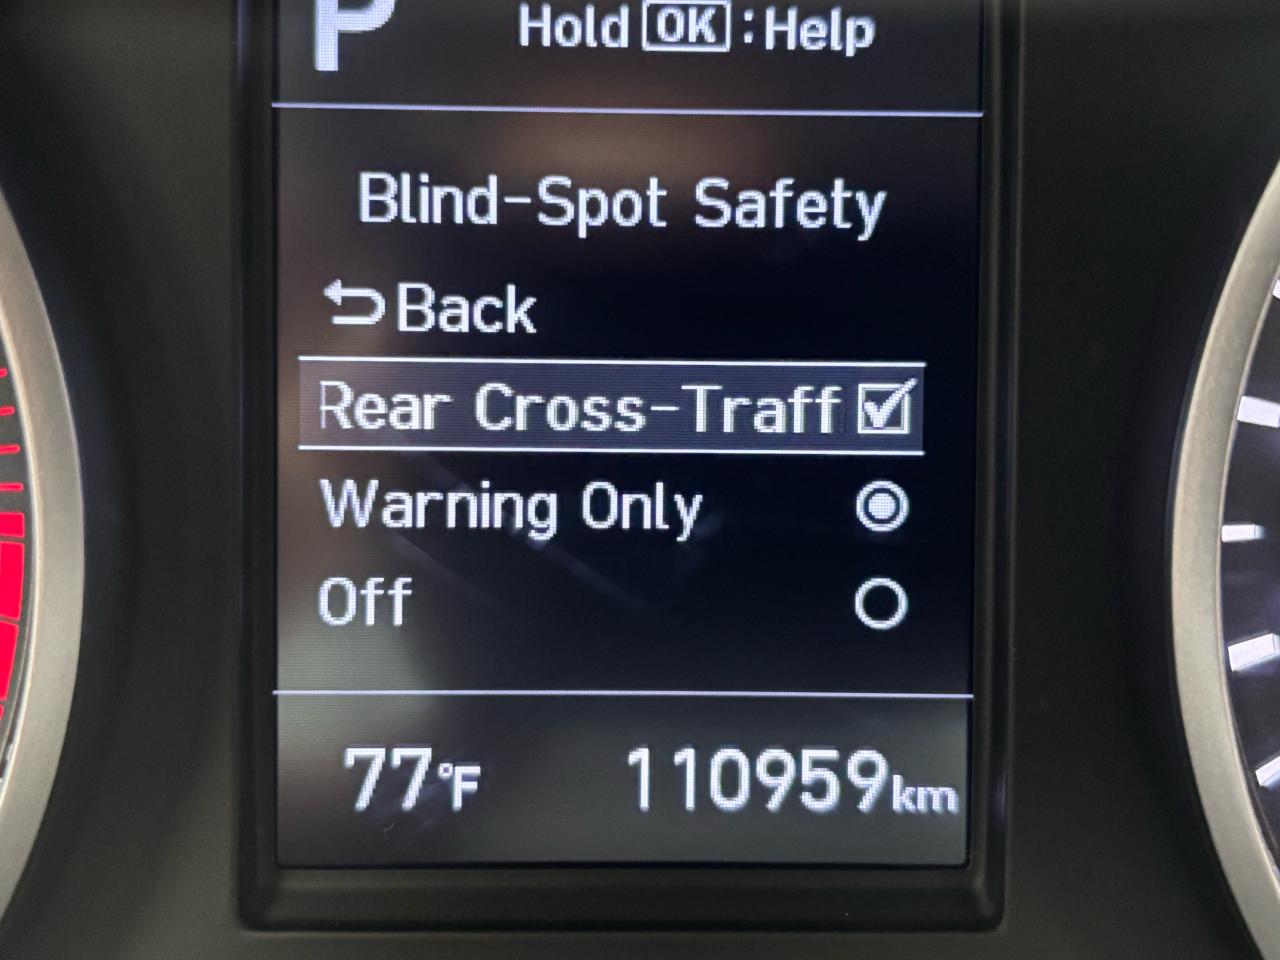 P
Hold OK : Help
Blind-Spot Safety
Back
Rear Cross-Traff
Warning Only
Off
77°F 110959km